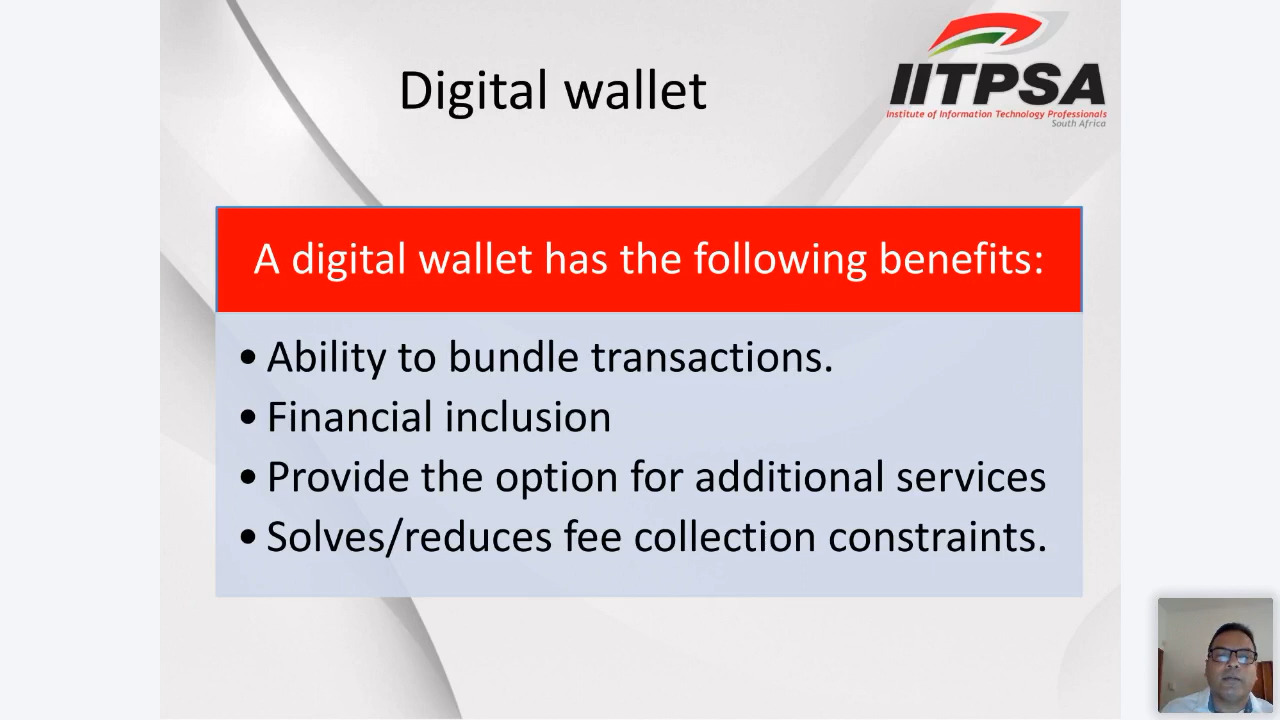 Digital wallet
IITPSA
Institute of Information Technology Professionals
South Africa
A digital wallet has the following benefits:
• Ability to bundle transactions.
• Financial inclusion
• Provide the option for additional services
• Solves/reduces fee collection constraints.